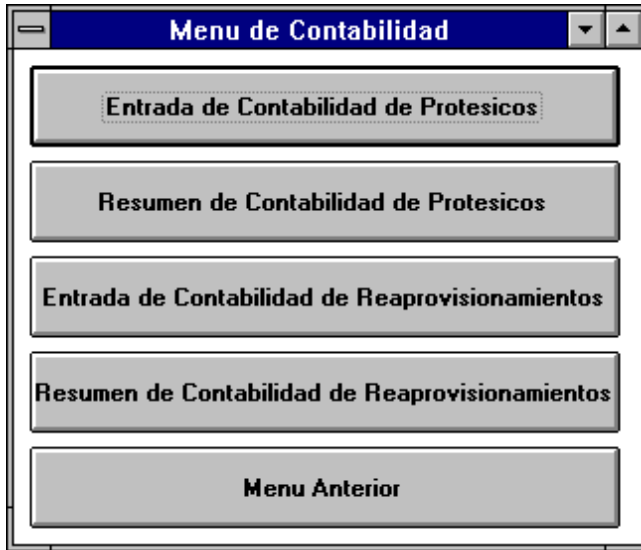 Menu de Contabilidad
Entrada de Contabilidad de Protesicos
Resumen de Contabilidad de Protesicos
Entrada de Contabilidad de Reaprovisionamientos
Resumen de Contabilidad de Reaprovisionamientos
Menu Anterior